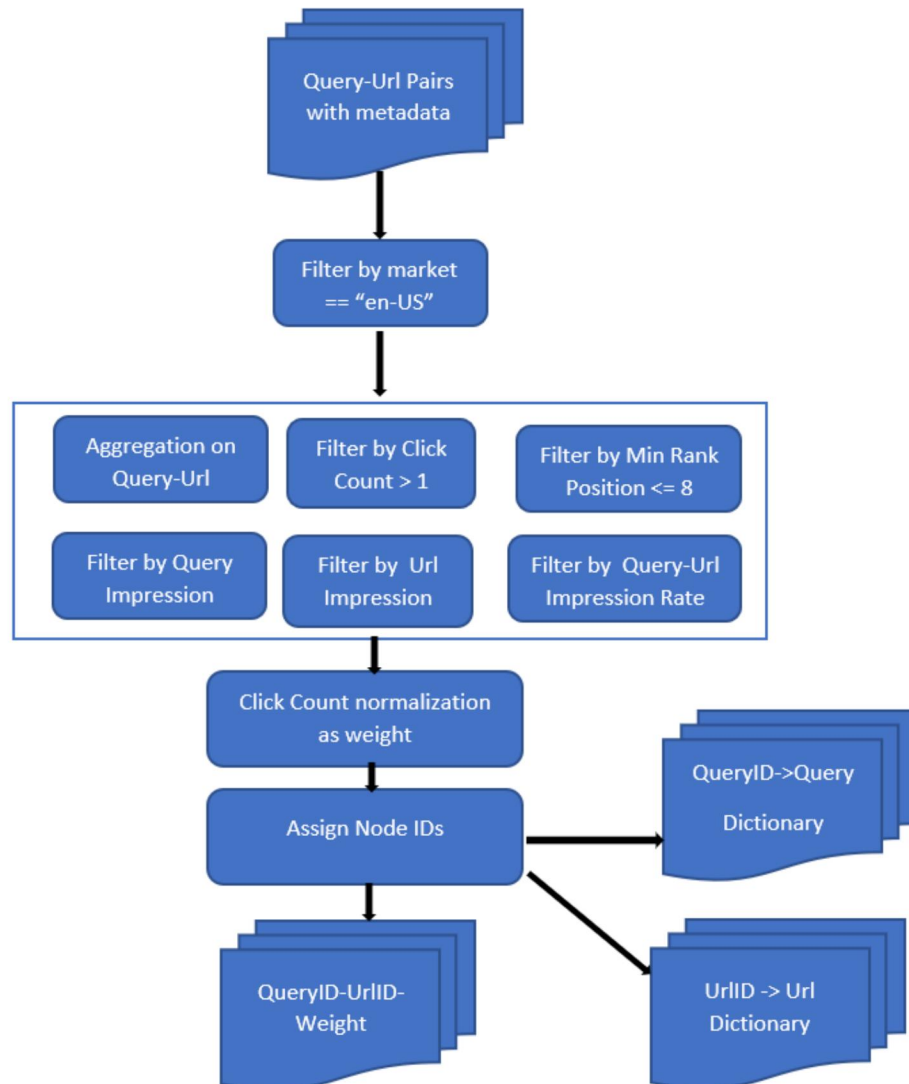 Query-Url Pairs
with metadata
Filter by market
== “en-US”
Aggregation on
Query-Url
Filter by Click
Count > 1
Filter by Min Rank
Position <= 8
Filter by Query
Impression
Filter by  Url
Impression
Filter by  Query-Url
Impression Rate
Click Count normalization
as weight
Assign Node IDs
QueryID->Query
Dictionary
QueryID-UrlID-
Weight
UrlID -> Url
Dictionary